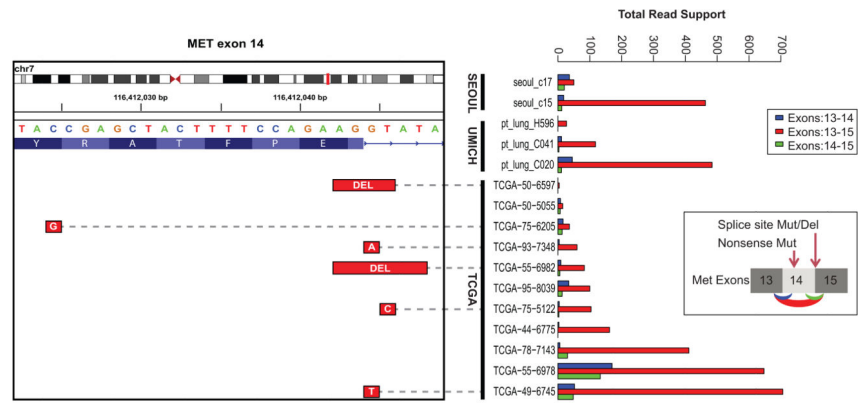 MET exon 14
chr7
116,412,030 bp
116,412,040 bp
T A C C G A G C T A C T T T T C C A G A A G G T A T A
Y R A T F P E
DEL
G
A
DEL
C
T
SEOUL
UMICH
TCGA
Total Read Support
0 100 200 300 400 500 600 700
seoul_c17
seoul_c15
pt_lung_H596
pt_lung_C041
pt_lung_C020
TCGA-50-6597
TCGA-50-5055
TCGA-75-6205
TCGA-93-7348
TCGA-55-6982
TCGA-95-8039
TCGA-75-5122
TCGA-44-6775
TCGA-78-7143
TCGA-55-6978
TCGA-49-6745
Exons:13-14
Exons:13-15
Exons:14-15
Splice site Mut/Del
Nonsense Mut
Met Exons 13 14 15